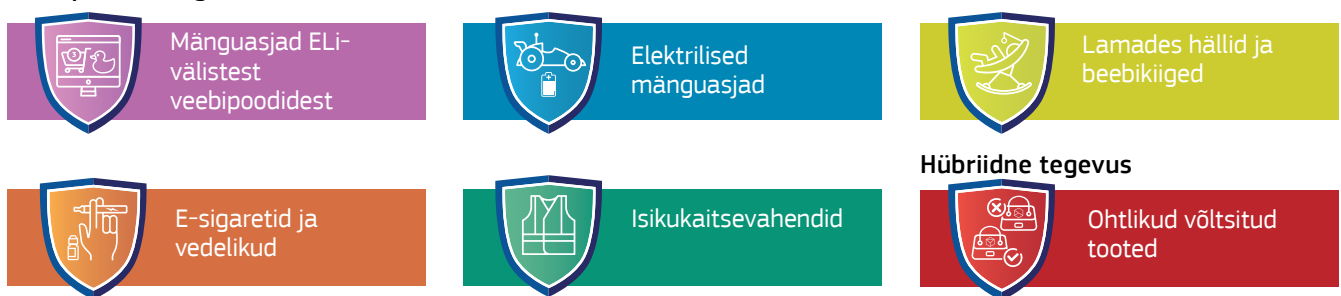 Mänguasjad ELi-
välistest
veebipoodidest
Elektrilised
mänguasjad
Lamades hällid ja
beebikiiged
E-sigaretid ja
vedelikud
Isikukaitsevahendid
Hübriidne tegevus
Ohtlikud võltsitud
tooted